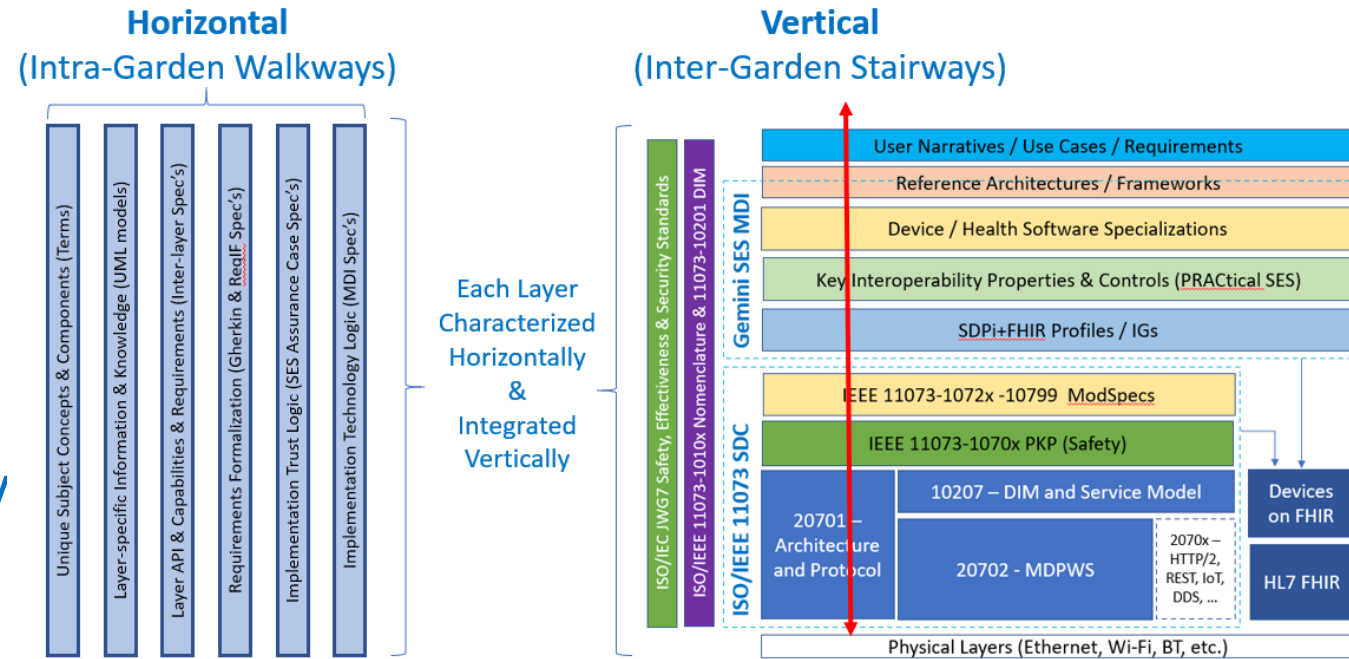 Horizontal
(Intra-Garden Walkways)
Unique Subject Concepts & Components (Terms)
Layer-specific Information & Knowledge (UML models)
Layer API & Capabilities & Requirements (Inter-layer Spec's)
Requirements Formalization (Gherkin & ReqIF Spec's)
Implementation Trust Logic (SES Assurance Case Spec's)
Implementation Technology Logic (MDI Spec's)
Each Layer
Characterized
Horizontally
&
Integrated
Vertically
Vertical
(Inter-Garden Stairways)
ISO/IEC JWG7 Safety, Effectiveness & Security Standards
ISO/IEEE 11073-1010x Nomenclature & 11073-10201 DIM
User Narratives / Use Cases / Requirements
Gemini SES MDI
Reference Architectures / Frameworks
Device / Health Software Specializations
Key Interoperability Properties & Controls (PRACtical SES)
SDPi+FHIR Profiles / IGs
ISO/IEEE 11073 SDC
IEEE 11073-1072x -10799 ModSpecs
IEEE 11073-1070x PKP (Safety)
20701 –
Architecture
and Protocol
10207 – DIM and Service Model
20702 - MDPWS
2070x –
HTTP/2,
REST, IoT,
DDS, ...
Devices
on FHIR
HL7 FHIR
Physical Layers (Ethernet, Wi-Fi, BT, etc.)